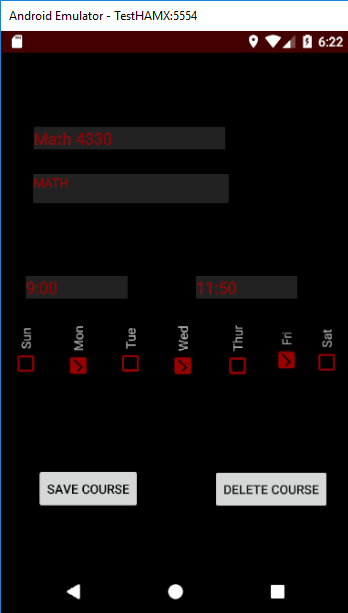 Android Emulator - TestHAMX:5554
6:22
Math 4330
MATH
9:00 11:50
Sun Mon Tue Wed Thur Fri Sat
SAVE COURSE DELETE COURSE